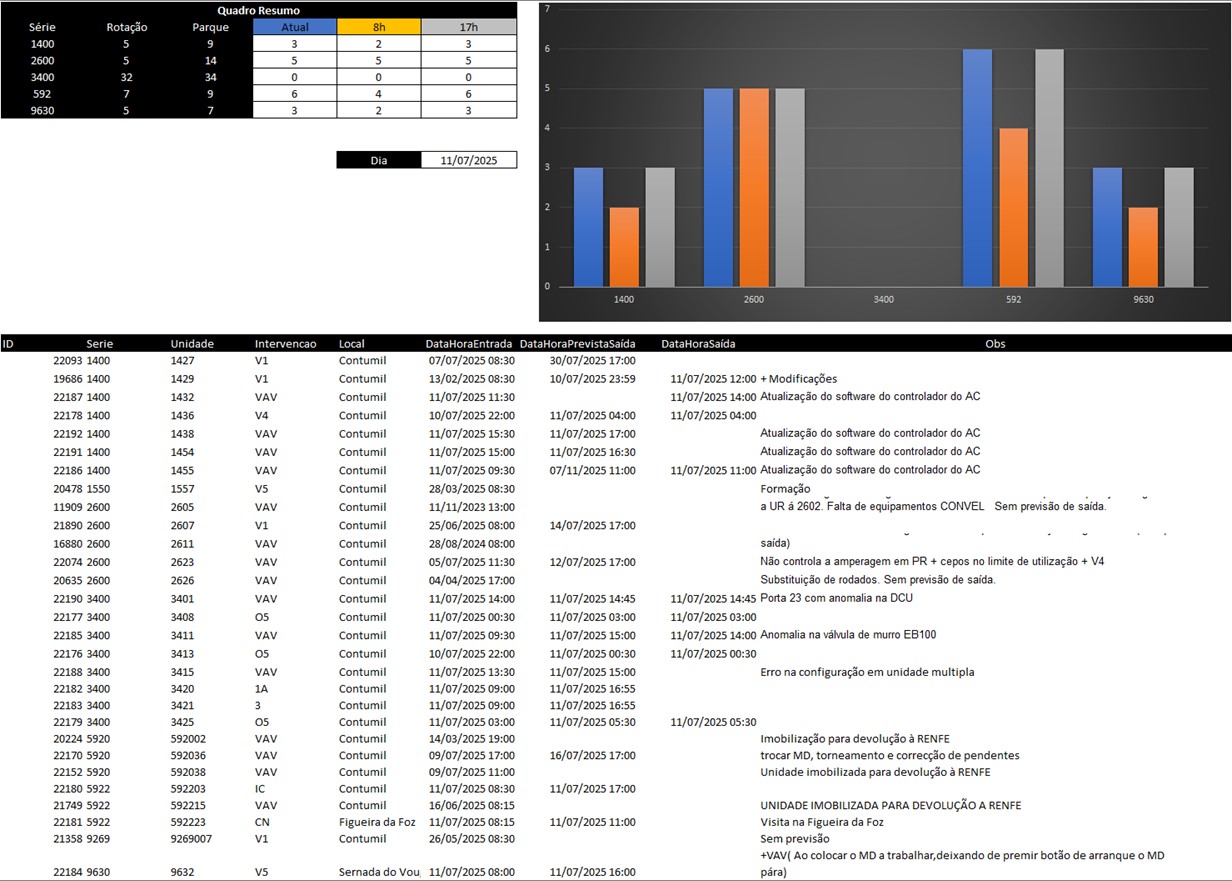 Quadro Resumo
Série Rotação Parque Atual 8h 17h
1400 5 9 3 2 3
2600 5 14 5 5 5
3400 32 34 0 0 0
592 7 9 6 4 6
9630 5 7 3 2 3
Dia 11/07/2025
7
6
5
4
3
2
1
0
1400 2600 3400 592 9630
ID Serie Unidade Intervencao Local DataHoraEntrada DataHoraPrevistaSaída DataHoraSaída Obs
22093 1400 1427 V1 Contumil 07/07/2025 08:30 30/07/2025 17:00
19686 1400 1429 V1 Contumil 13/02/2025 08:30 10/07/2025 23:59 11/07/2025 12:00 + Modificações
22187 1400 1432 VAV Contumil 11/07/2025 11:30 11/07/2025 14:00 Atualização do software do controlador do AC
22178 1400 1436 V4 Contumil 10/07/2025 22:00 11/07/2025 04:00 11/07/2025 04:00
22192 1400 1438 VAV Contumil 11/07/2025 15:30 11/07/2025 17:00 Atualização do software do controlador do AC
22191 1400 1454 VAV Contumil 11/07/2025 15:00 11/07/2025 16:30 Atualização do software do controlador do AC
22186 1400 1455 VAV Contumil 11/07/2025 09:30 07/11/2025 11:00 11/07/2025 11:00 Atualização do software do controlador do AC
20478 1550 1557 V5 Contumil 28/03/2025 08:30 Formação
11909 2600 2605 VAV Contumil 11/11/2023 13:00 a UR á 2602. Falta de equipamentos CONVEL Sem previsão de saída.
21890 2600 2607 V1 Contumil 25/06/2025 08:00 14/07/2025 17:00
16880 2600 2611 VAV Contumil 28/08/2024 08:00 saída)
22074 2600 2623 VAV Contumil 05/07/2025 11:30 12/07/2025 17:00 Não controla a amperagem em PR + cepos no limite de utilização + V4
20635 2600 2626 VAV Contumil 04/04/2025 17:00 Substituição de rodados. Sem previsão de saída.
22190 3400 3401 VAV Contumil 11/07/2025 14:00 11/07/2025 14:45 11/07/2025 14:45 Porta 23 com anomalia na DCU
22177 3400 3408 O5 Contumil 11/07/2025 00:30 11/07/2025 03:00 11/07/2025 03:00
22185 3400 3411 VAV Contumil 11/07/2025 09:30 11/07/2025 15:00 11/07/2025 14:00 Anomalia na válvula de murro EB100
22176 3400 3413 O5 Contumil 10/07/2025 22:00 11/07/2025 00:30 11/07/2025 00:30
22188 3400 3415 VAV Contumil 11/07/2025 13:30 11/07/2025 15:00 Erro na configuração em unidade multipla
22182 3400 3420 1A Contumil 11/07/2025 09:00 11/07/2025 16:55
22183 3400 3421 3 Contumil 11/07/2025 09:00 11/07/2025 16:55
22179 3400 3425 O5 Contumil 11/07/2025 03:00 11/07/2025 05:30 11/07/2025 05:30
20224 5920 592002 VAV Contumil 14/03/2025 19:00 Imobilização para devolução à RENFE
22170 5920 592036 VAV Contumil 09/07/2025 17:00 16/07/2025 17:00 trocar MD, torneamento e correcção de pendentes
22152 5920 592038 VAV Contumil 09/07/2025 11:00 Unidade imobilizada para devolução à RENFE
22180 5922 592203 IC Contumil 11/07/2025 08:30 11/07/2025 17:00
21749 5922 592215 VAV Contumil 16/06/2025 08:15 UNIDADE IMOBILIZADA PARA DEVOLUÇÃO A RENFE
22181 5922 592223 CN Figueira da Foz 11/07/2025 08:15 11/07/2025 11:00 Visita na Figueira da Foz
21358 9269 9269007 V1 Contumil 26/05/2025 08:30 Sem previsão
+VAV( Ao colocar o MD a trabalhar,deixando de premir botão de arranque o MD
22184 9630 9632 V5 Sernada do Vou 11/07/2025 08:00 11/07/2025 16:00 pára)